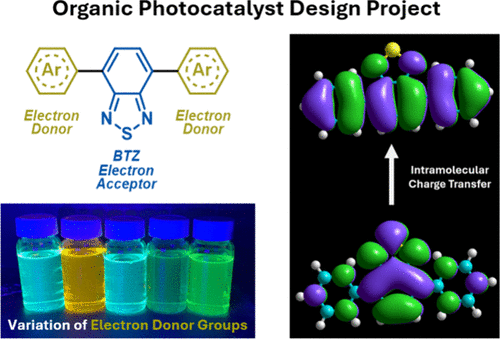 Organic Photocatalyst Design Project
Ar
Ar
Electron
Donor
Electron
Donor
N
N
S
BTZ
Electron
Acceptor
Intramolecular
Charge Transfer
Variation of Electron Donor Groups